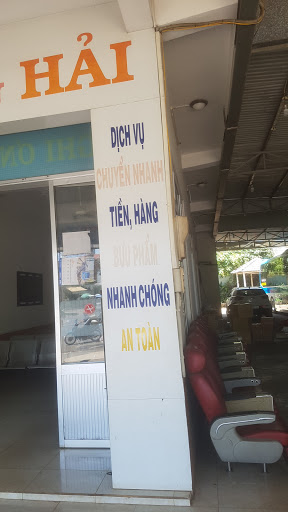 HẢI
DỊCH VỤ
CHUYỂN NHANH
TIỀN, HÀNG
BƯU PHẨM
NHANH CHÓNG
AN TOÀN